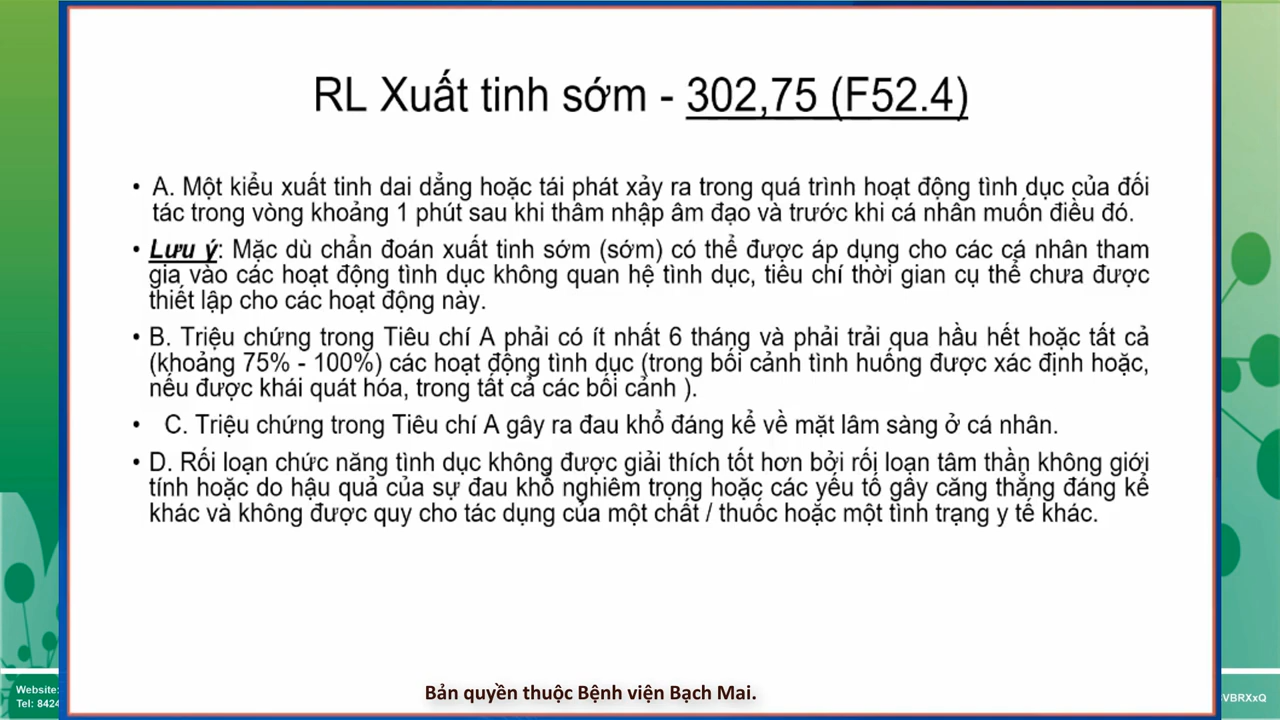 RL Xuất tinh sớm - 302,75 (F52.4)
• A. Một kiểu xuất tinh dai dẳng hoặc tái phát xảy ra trong quá trình hoạt động tình dục của đối
tác trong vòng khoảng 1 phút sau khi thâm nhập âm đạo và trước khi cá nhân muốn điều đó.
• Lưu ý: Mặc dù chẩn đoán xuất tinh sớm (sớm) có thể được áp dụng cho các cá nhân tham
gia vào các hoạt động tình dục không quan hệ tình dục, tiêu chí thời gian cụ thể chưa được
thiết lập cho các hoạt động này.
• B. Triệu chứng trong Tiêu chí A phải có ít nhất 6 tháng và phải trải qua hầu hết hoặc tất cả
(khoảng 75% - 100%) các hoạt động tình dục (trong bối cảnh tình huống được xác định hoặc,
nếu được khái quát hóa, trong tất cả các bối cảnh ).
• C. Triệu chứng trong Tiêu chí A gây ra đau khổ đáng kể về mặt lâm sàng ở cá nhân.
• D. Rối loạn chức năng tình dục không được giải thích tốt hơn bởi rối loạn tâm thần không giới
tính hoặc do hậu quả của sự đau khổ nghiêm trọng hoặc các yếu tố gây căng thẳng đáng kể
khác và không được quy cho tác dụng của một chất / thuốc hoặc một tình trạng y tế khác.
Bản quyền thuộc Bệnh viện Bạch Mai.
Website:
Tel: 8424
VBRXxQ